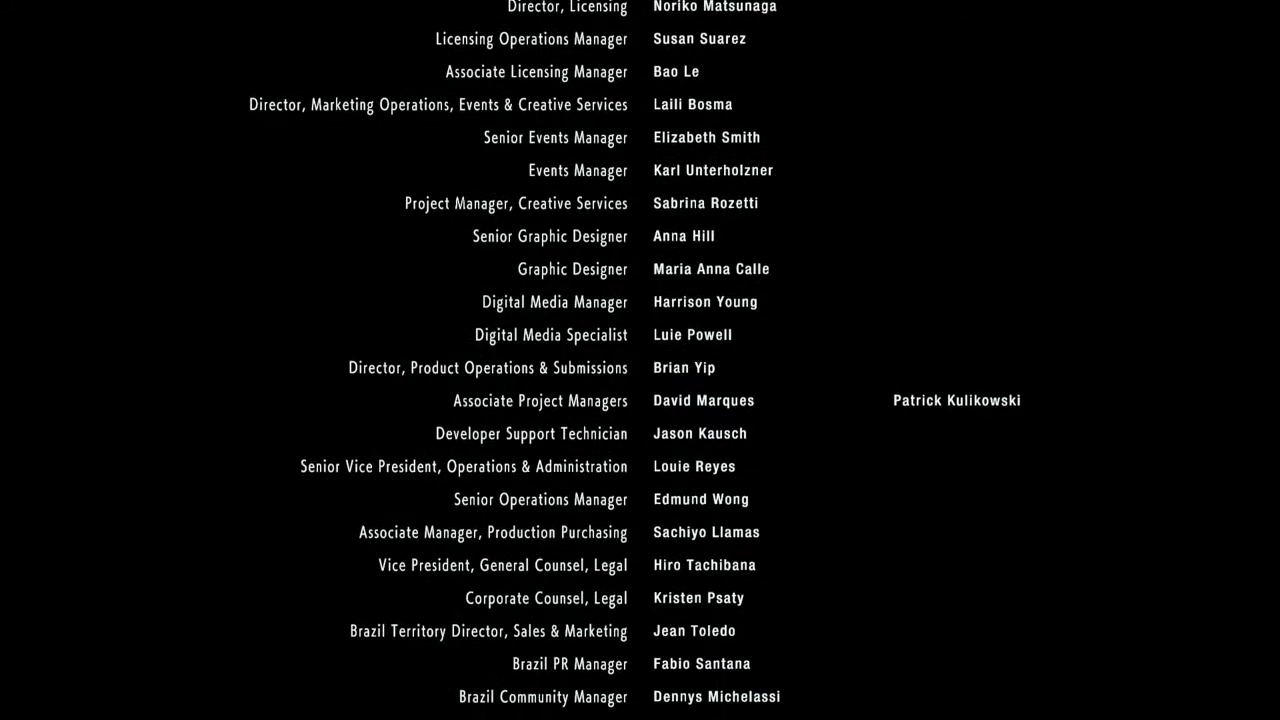 Director, Licensing Noriko Matsunaga
Licensing Operations Manager Susan Suarez
Associate Licensing Manager Bao Le
Director, Marketing Operations, Events & Creative Services Laili Bosma
Senior Events Manager Elizabeth Smith
Events Manager Karl Unterholzner
Project Manager, Creative Services Sabrina Rozetti
Senior Graphic Designer Anna Hill
Graphic Designer Maria Anna Calle
Digital Media Manager Harrison Young
Digital Media Specialist Luie Powell
Director, Product Operations & Submissions Brian Yip
Associate Project Managers David Marques Patrick Kulikowski
Developer Support Technician Jason Kausch
Senior Vice President, Operations & Administration Louie Reyes
Senior Operations Manager Edmund Wong
Associate Manager, Production Purchasing Sachiyo Llamas
Vice President, General Counsel, Legal Hiro Tachibana
Corporate Counsel, Legal Kristen Psaty
Brazil Territory Director, Sales & Marketing Jean Toledo
Brazil PR Manager Fabio Santana
Brazil Community Manager Dennys Michelassi